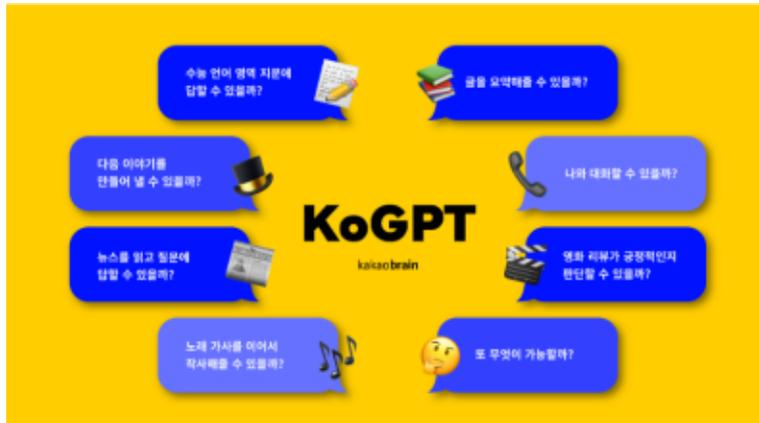 수능 언어 영역 지문에
답할 수 있을까?
글을 요약해줄 수 있을까?
다음 이야기를
만들어 낼 수 있을까?
나와 대화할 수 있을까?
KoGPT
kakaobrain
뉴스를 읽고 질문에
답할 수 있을까?
영화 리뷰가 긍정적인지
판단할 수 있을까?
노래 가사를 이어서
작사해줄 수 있을까?
또 무엇이 가능할까?